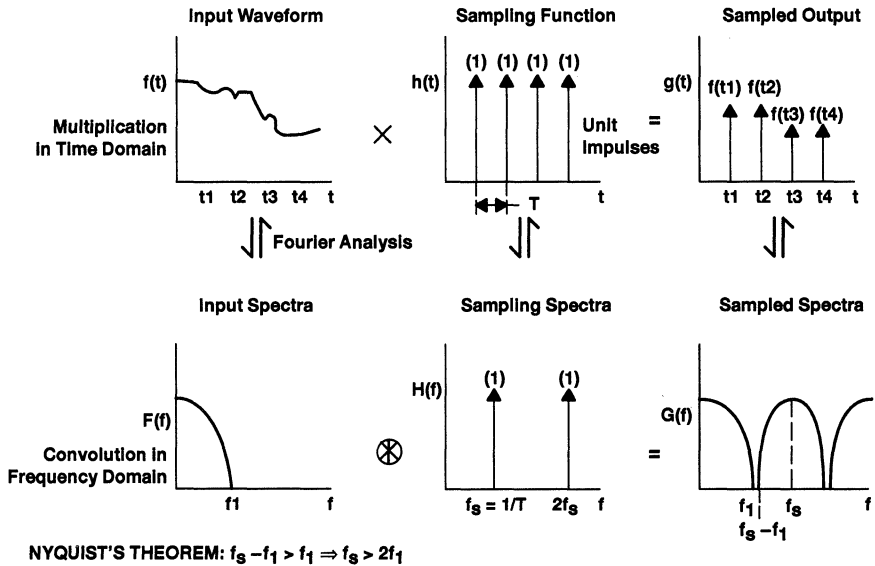 Input Waveform
Sampling Function
Sampled Output
f(t)
h(t)
(1) (1) (1) (1)
g(t)
f(t1) f(t2)
f(t3) f(t4)
Multiplication
in Time Domain
×
Unit
Impulses
=
t1 t2 t3 t4 t
T
t
t1 t2 t3 t4 t
Fourier Analysis
Input Spectra
Sampling Spectra
Sampled Spectra
F(f)
H(f)
(1) (1)
G(f)
Convolution in
Frequency Domain
⊛
=
f1 f
fs = 1/T 2fs f
f1 fs f
fs – f1
NYQUIST'S THEOREM: fs – f1 > f1 ⇒ fs > 2f1